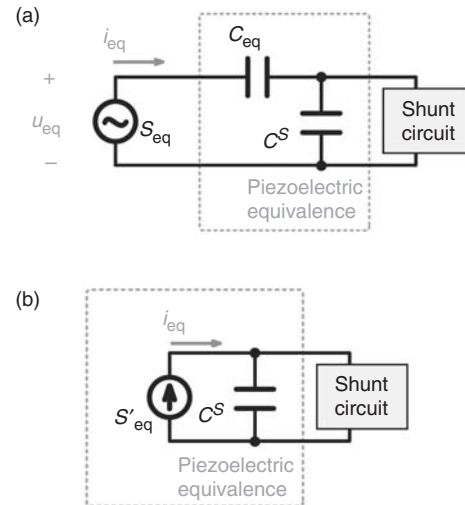 (a)
i_eq
C_eq
+
u_eq
−
S_eq
C^S
Shunt
circuit
Piezoelectric
equivalence
(b)
i_eq
S'_eq
C^S
Shunt
circuit
Piezoelectric
equivalence